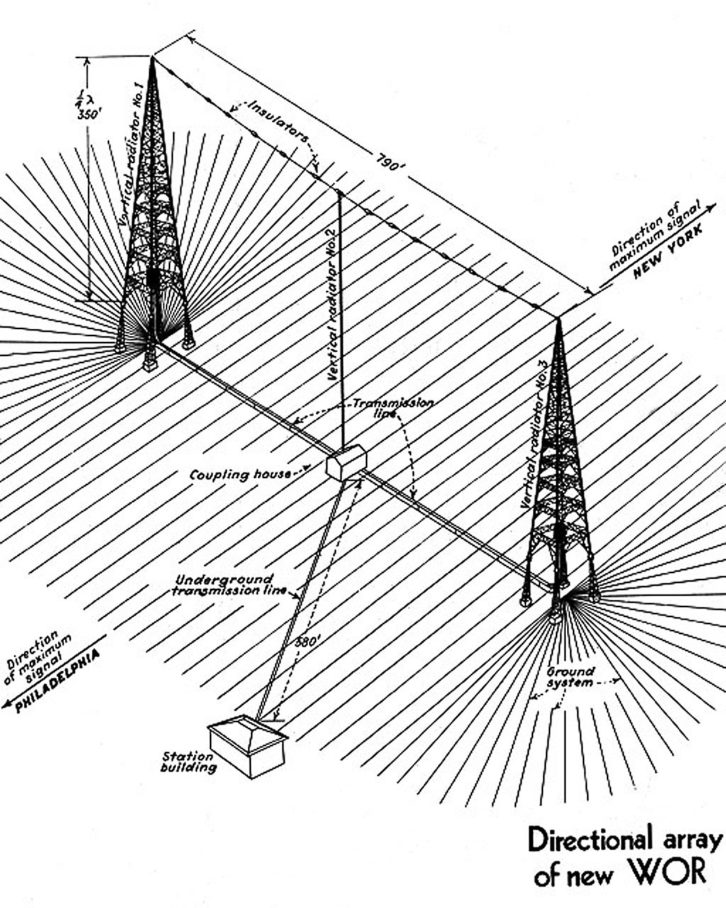 1/4 λ
350'
Vertical radiator No.1
Insulators
790'
Direction of
maximum signal
NEW YORK
Vertical radiator No.2
Vertical radiator No.3
Transmission
line
Coupling house
Underground
transmission line
380'
Direction
of maximum
signal
PHILADELPHIA
Ground
system
Station
building
Directional array
of new WOR